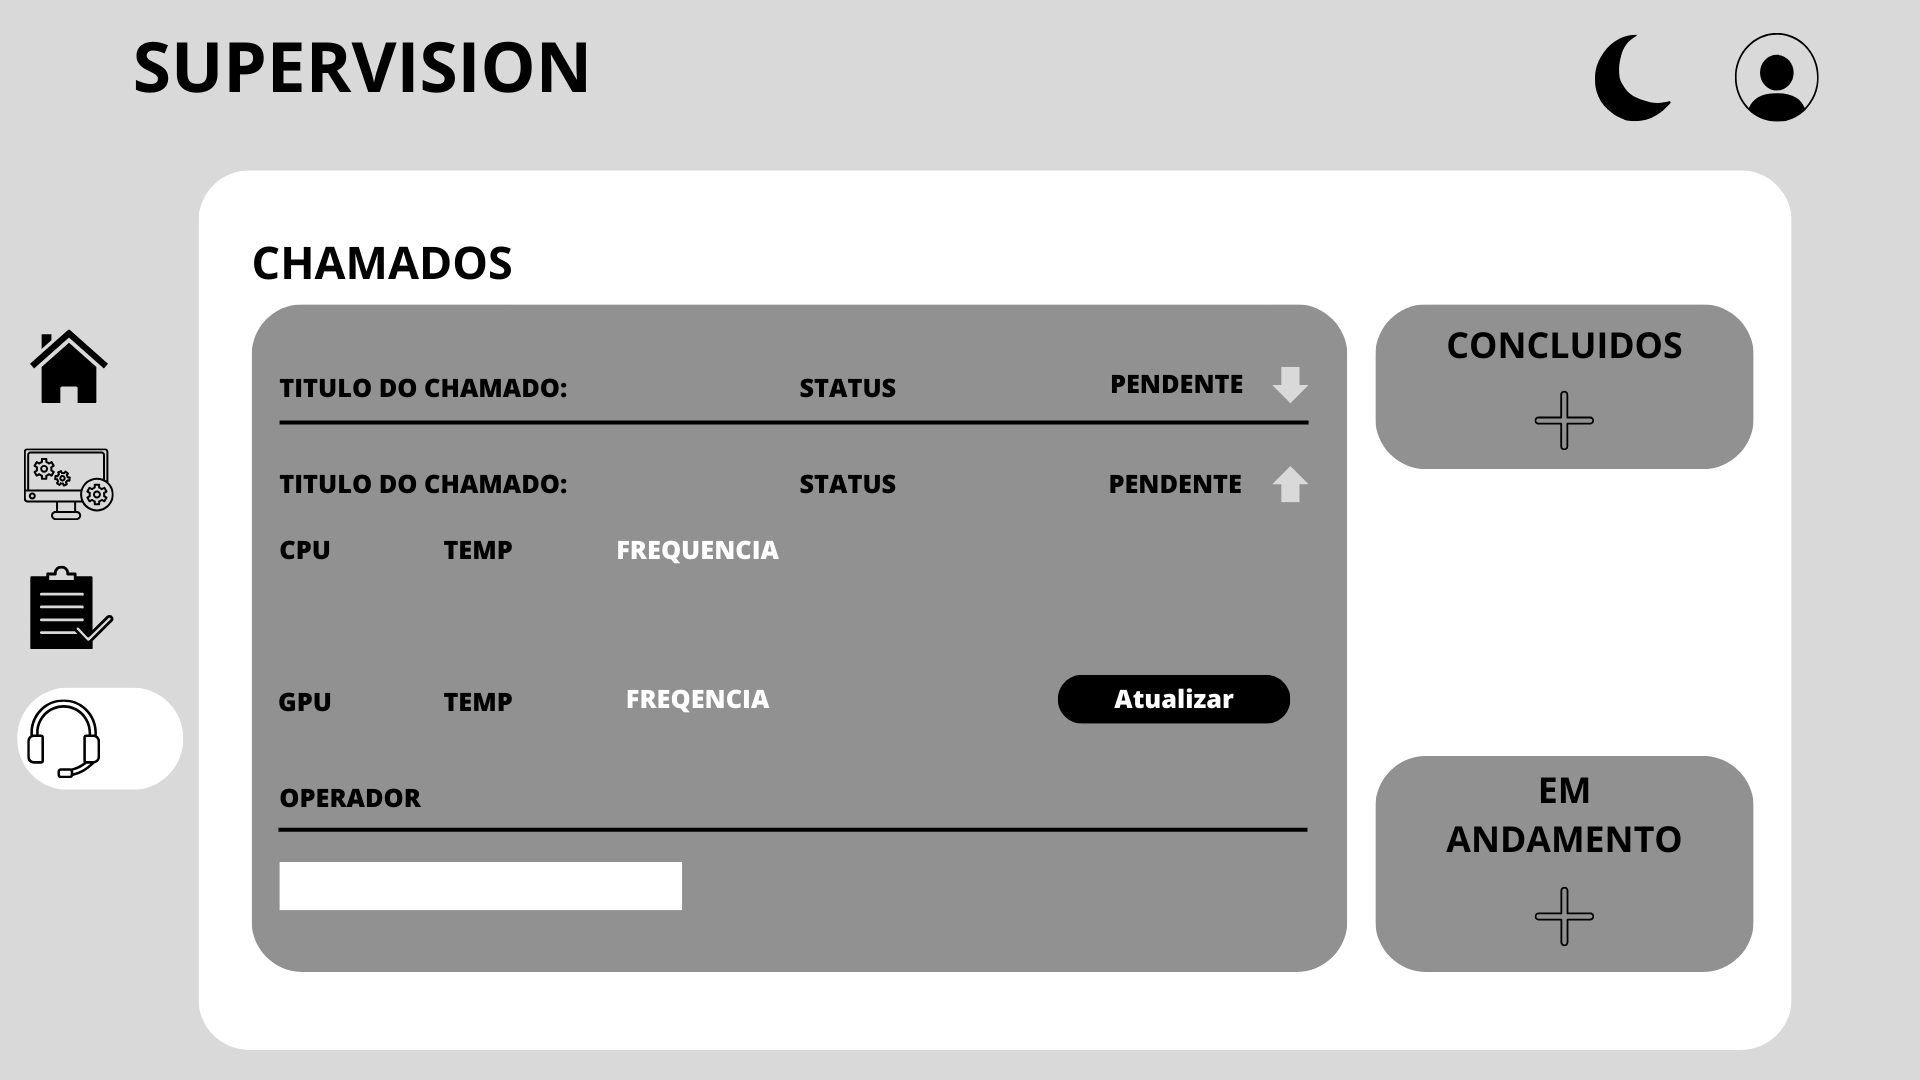 SUPERVISION
CHAMADOS
TITULO DO CHAMADO: STATUS PENDENTE
TITULO DO CHAMADO: STATUS PENDENTE
CPU TEMP FREQUENCIA
GPU TEMP FREQENCIA Atualizar
OPERADOR
CONCLUIDOS
EM
ANDAMENTO